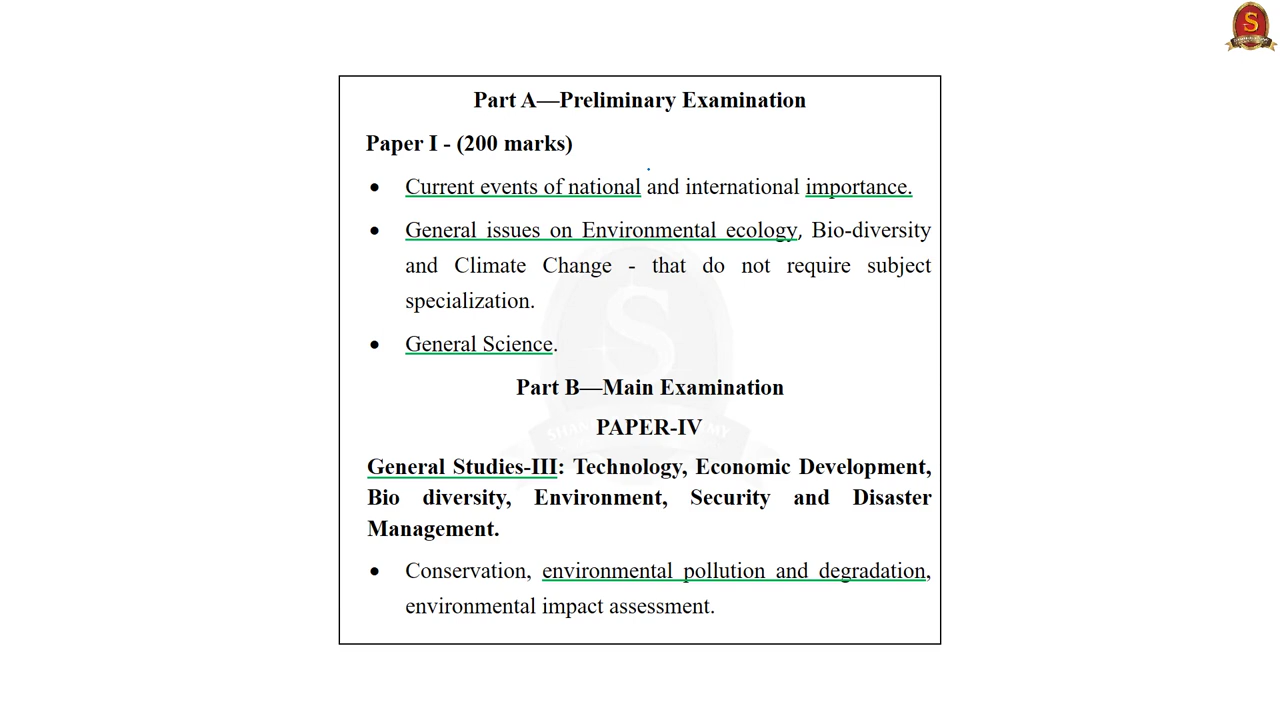 Part A—Preliminary Examination
Paper I - (200 marks)
• Current events of national and international importance.
• General issues on Environmental ecology, Bio-diversity
and Climate Change - that do not require subject
specialization.
• General Science.
Part B—Main Examination
PAPER-IV
General Studies-III: Technology, Economic Development,
Bio diversity, Environment, Security and Disaster
Management.
• Conservation, environmental pollution and degradation,
environmental impact assessment.